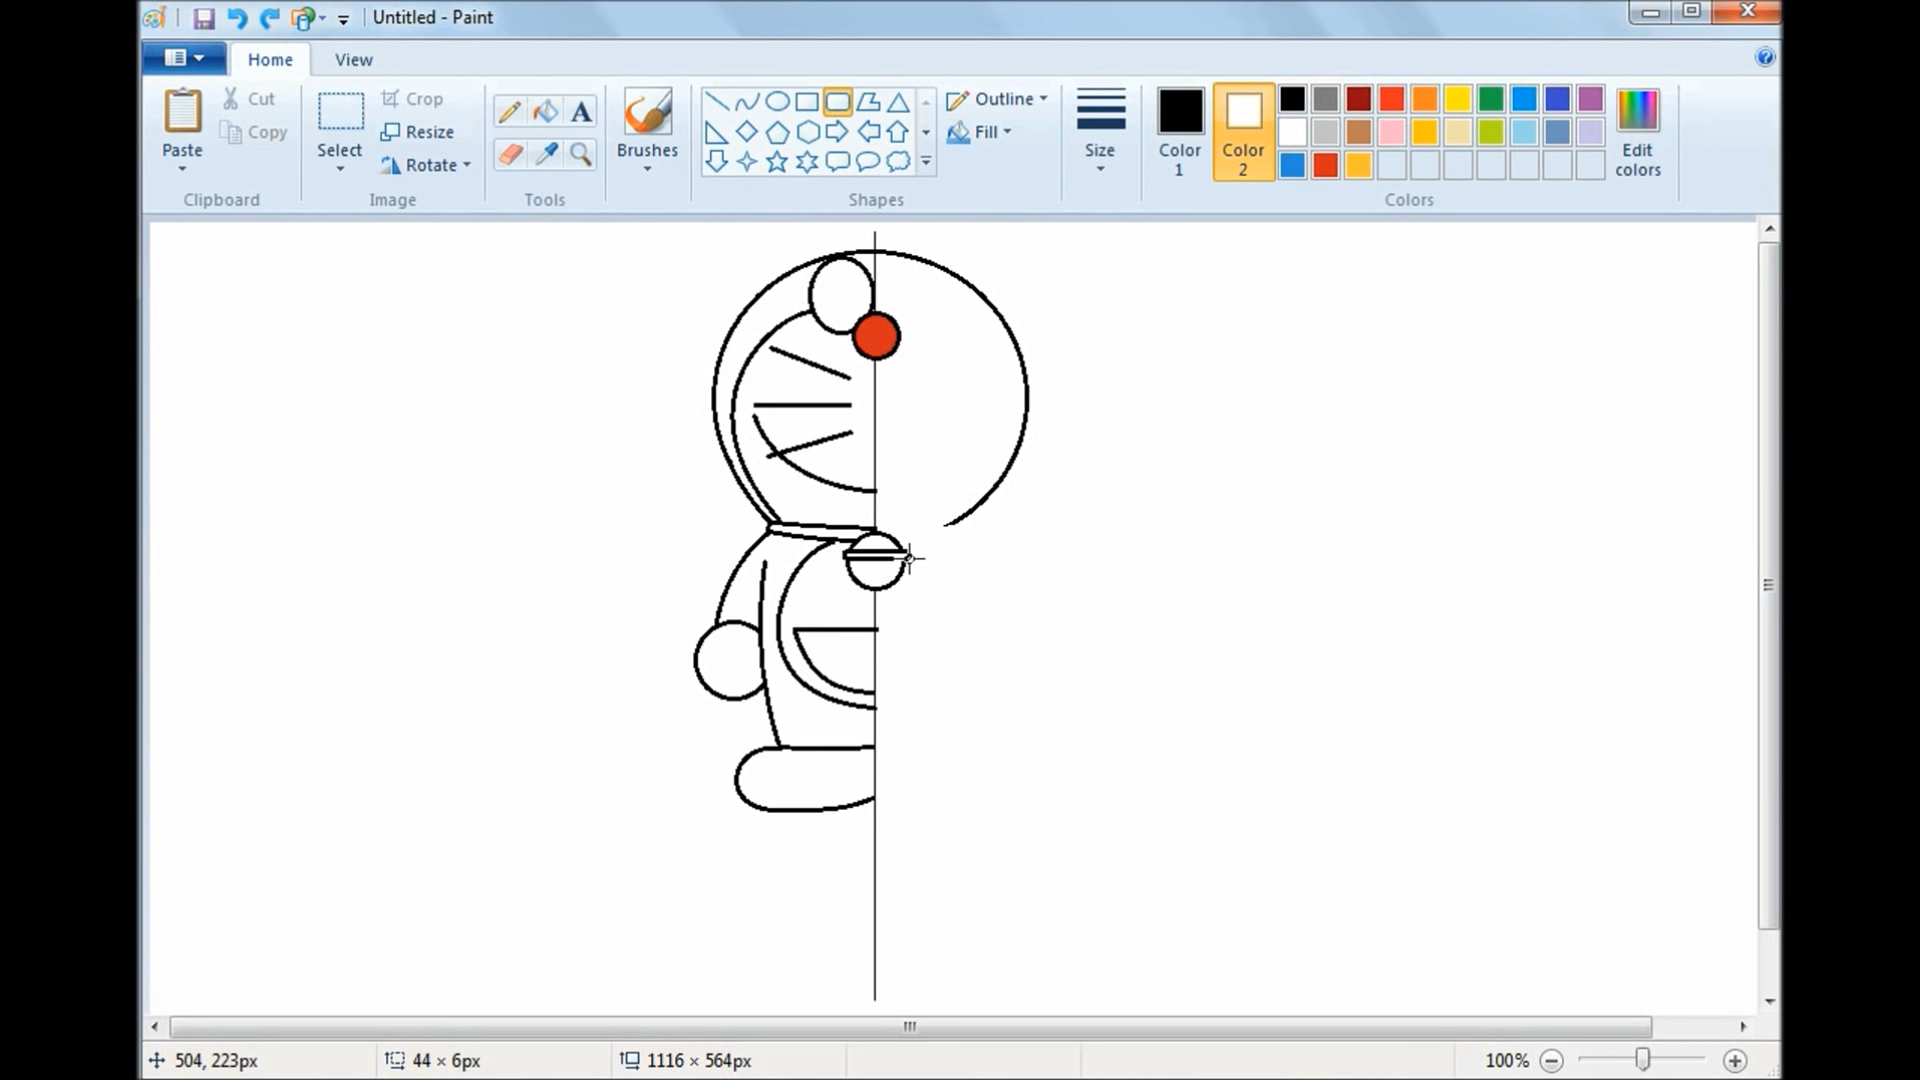 Untitled - Paint
Home View
Paste
Cut
Copy
Clipboard
Select
Crop
Resize
Rotate
Image
Tools
Brushes
Shapes
Outline
Fill
Size
Color 1
Color 2
Edit colors
Colors
504, 223px 44 × 6px 1116 × 564px 100%